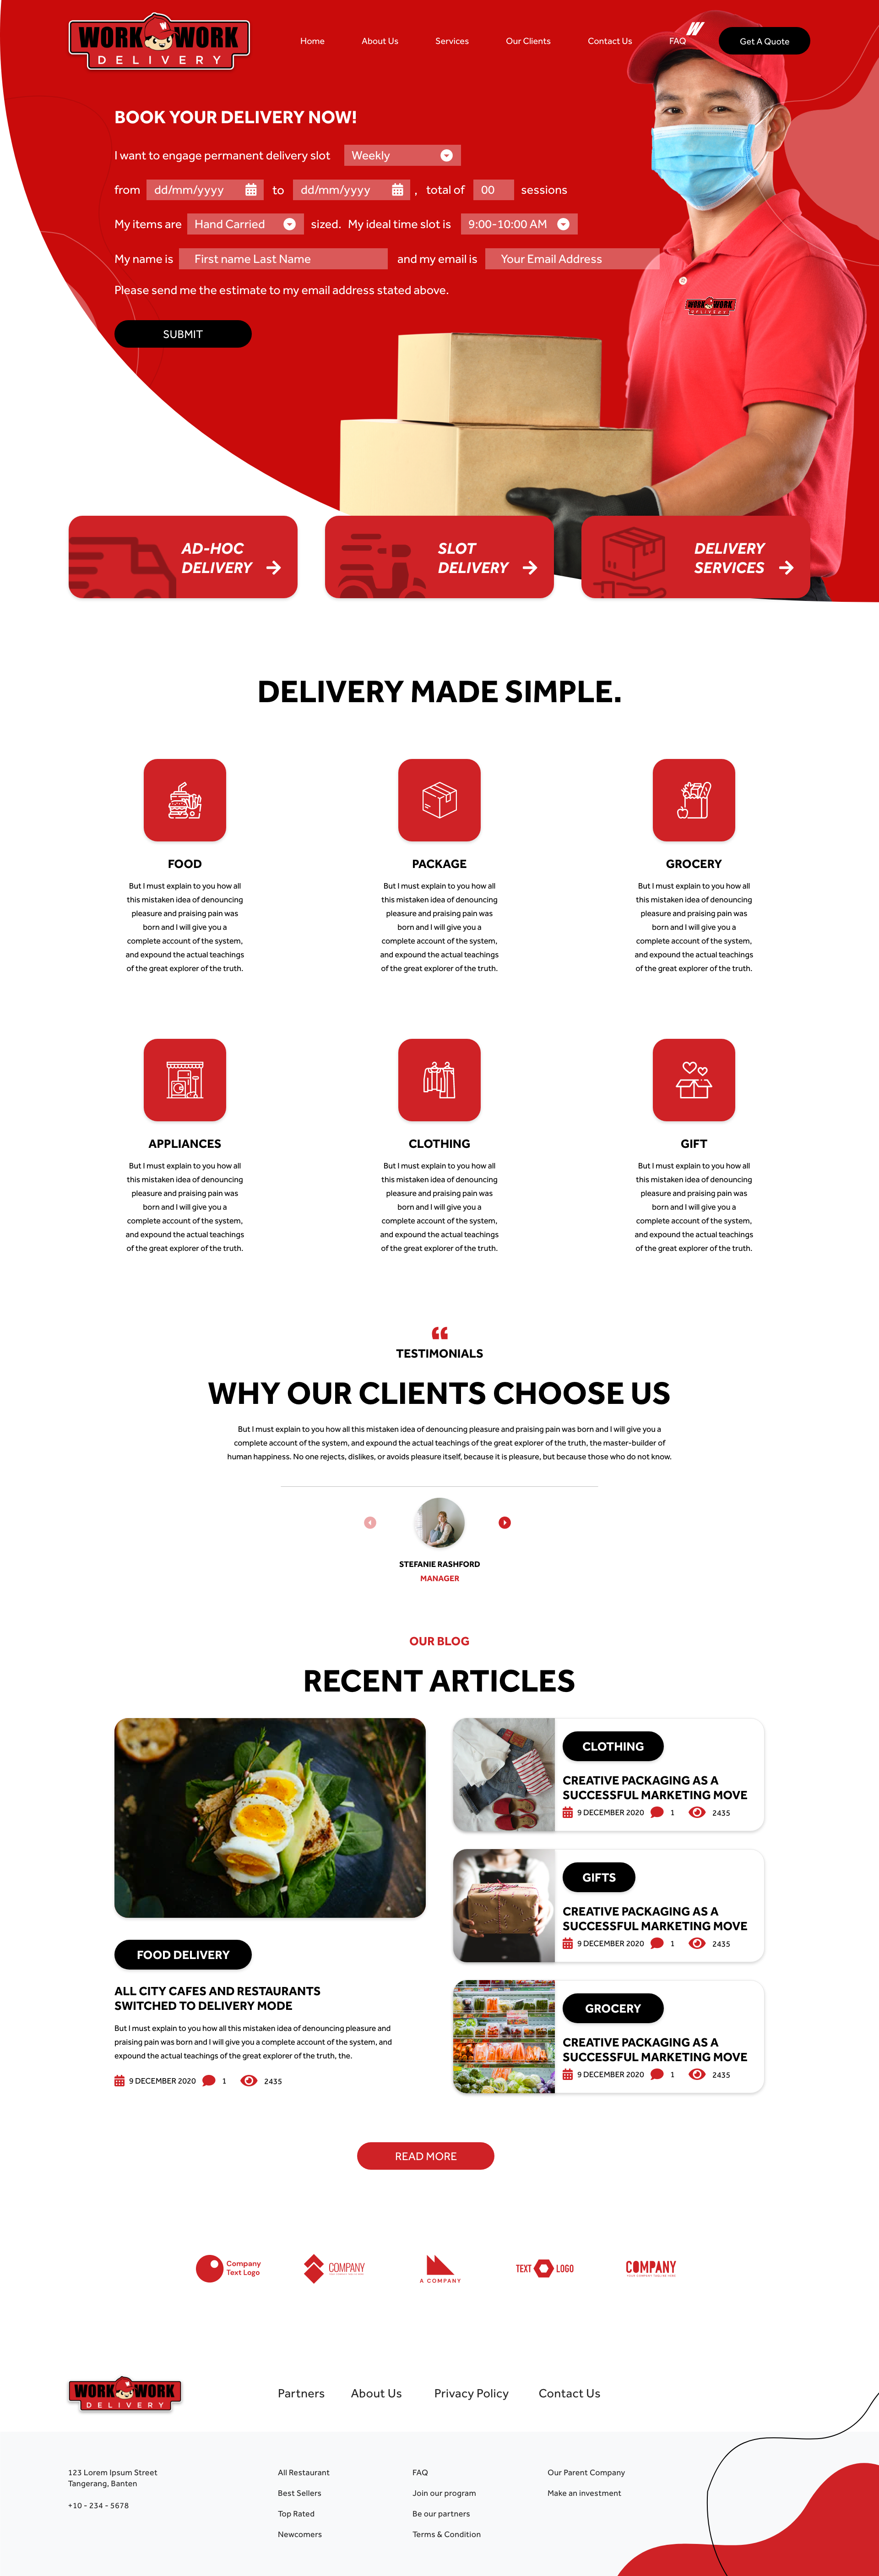 WORK WORK
DELIVERY
Home About Us Services Our Clients Contact Us FAQ Get A Quote
BOOK YOUR DELIVERY NOW!
I want to engage permanent delivery slot Weekly
from dd/mm/yyyy to dd/mm/yyyy , total of 00 sessions
My items are Hand Carried sized. My ideal time slot is 9:00-10:00 AM
My name is First name Last Name and my email is Your Email Address
Please send me the estimate to my email address stated above.
SUBMIT
WORK WORK
DELIVERY
AD-HOC
DELIVERY
SLOT
DELIVERY
DELIVERY
SERVICES
DELIVERY MADE SIMPLE.
FOOD
But I must explain to you how all
this mistaken idea of denouncing
pleasure and praising pain was
born and I will give you a
complete account of the system,
and expound the actual teachings
of the great explorer of the truth.
PACKAGE
But I must explain to you how all
this mistaken idea of denouncing
pleasure and praising pain was
born and I will give you a
complete account of the system,
and expound the actual teachings
of the great explorer of the truth.
GROCERY
But I must explain to you how all
this mistaken idea of denouncing
pleasure and praising pain was
born and I will give you a
complete account of the system,
and expound the actual teachings
of the great explorer of the truth.
APPLIANCES
But I must explain to you how all
this mistaken idea of denouncing
pleasure and praising pain was
born and I will give you a
complete account of the system,
and expound the actual teachings
of the great explorer of the truth.
CLOTHING
But I must explain to you how all
this mistaken idea of denouncing
pleasure and praising pain was
born and I will give you a
complete account of the system,
and expound the actual teachings
of the great explorer of the truth.
GIFT
But I must explain to you how all
this mistaken idea of denouncing
pleasure and praising pain was
born and I will give you a
complete account of the system,
and expound the actual teachings
of the great explorer of the truth.
TESTIMONIALS
WHY OUR CLIENTS CHOOSE US
But I must explain to you how all this mistaken idea of denouncing pleasure and praising pain was born and I will give you a
complete account of the system, and expound the actual teachings of the great explorer of the truth, the master-builder of
human happiness. No one rejects, dislikes, or avoids pleasure itself, because it is pleasure, but because those who do not know.
STEFANIE RASHFORD
MANAGER
OUR BLOG
RECENT ARTICLES
FOOD DELIVERY
ALL CITY CAFES AND RESTAURANTS
SWITCHED TO DELIVERY MODE
But I must explain to you how all this mistaken idea of denouncing pleasure and
praising pain was born and I will give you a complete account of the system, and
expound the actual teachings of the great explorer of the truth, the.
9 DECEMBER 2020 1 2435
CLOTHING
CREATIVE PACKAGING AS A
SUCCESSFUL MARKETING MOVE
9 DECEMBER 2020 1 2435
GIFTS
CREATIVE PACKAGING AS A
SUCCESSFUL MARKETING MOVE
9 DECEMBER 2020 1 2435
GROCERY
CREATIVE PACKAGING AS A
SUCCESSFUL MARKETING MOVE
9 DECEMBER 2020 1 2435
READ MORE
Company
Text Logo
COMPANY
A COMPANY
TEXT LOGO
COMPANY
WORK WORK
DELIVERY
Partners About Us Privacy Policy Contact Us
123 Lorem Ipsum Street
Tangerang, Banten
+10 - 234 - 5678
All Restaurant
Best Sellers
Top Rated
Newcomers
FAQ
Join our program
Be our partners
Terms & Condition
Our Parent Company
Make an investment